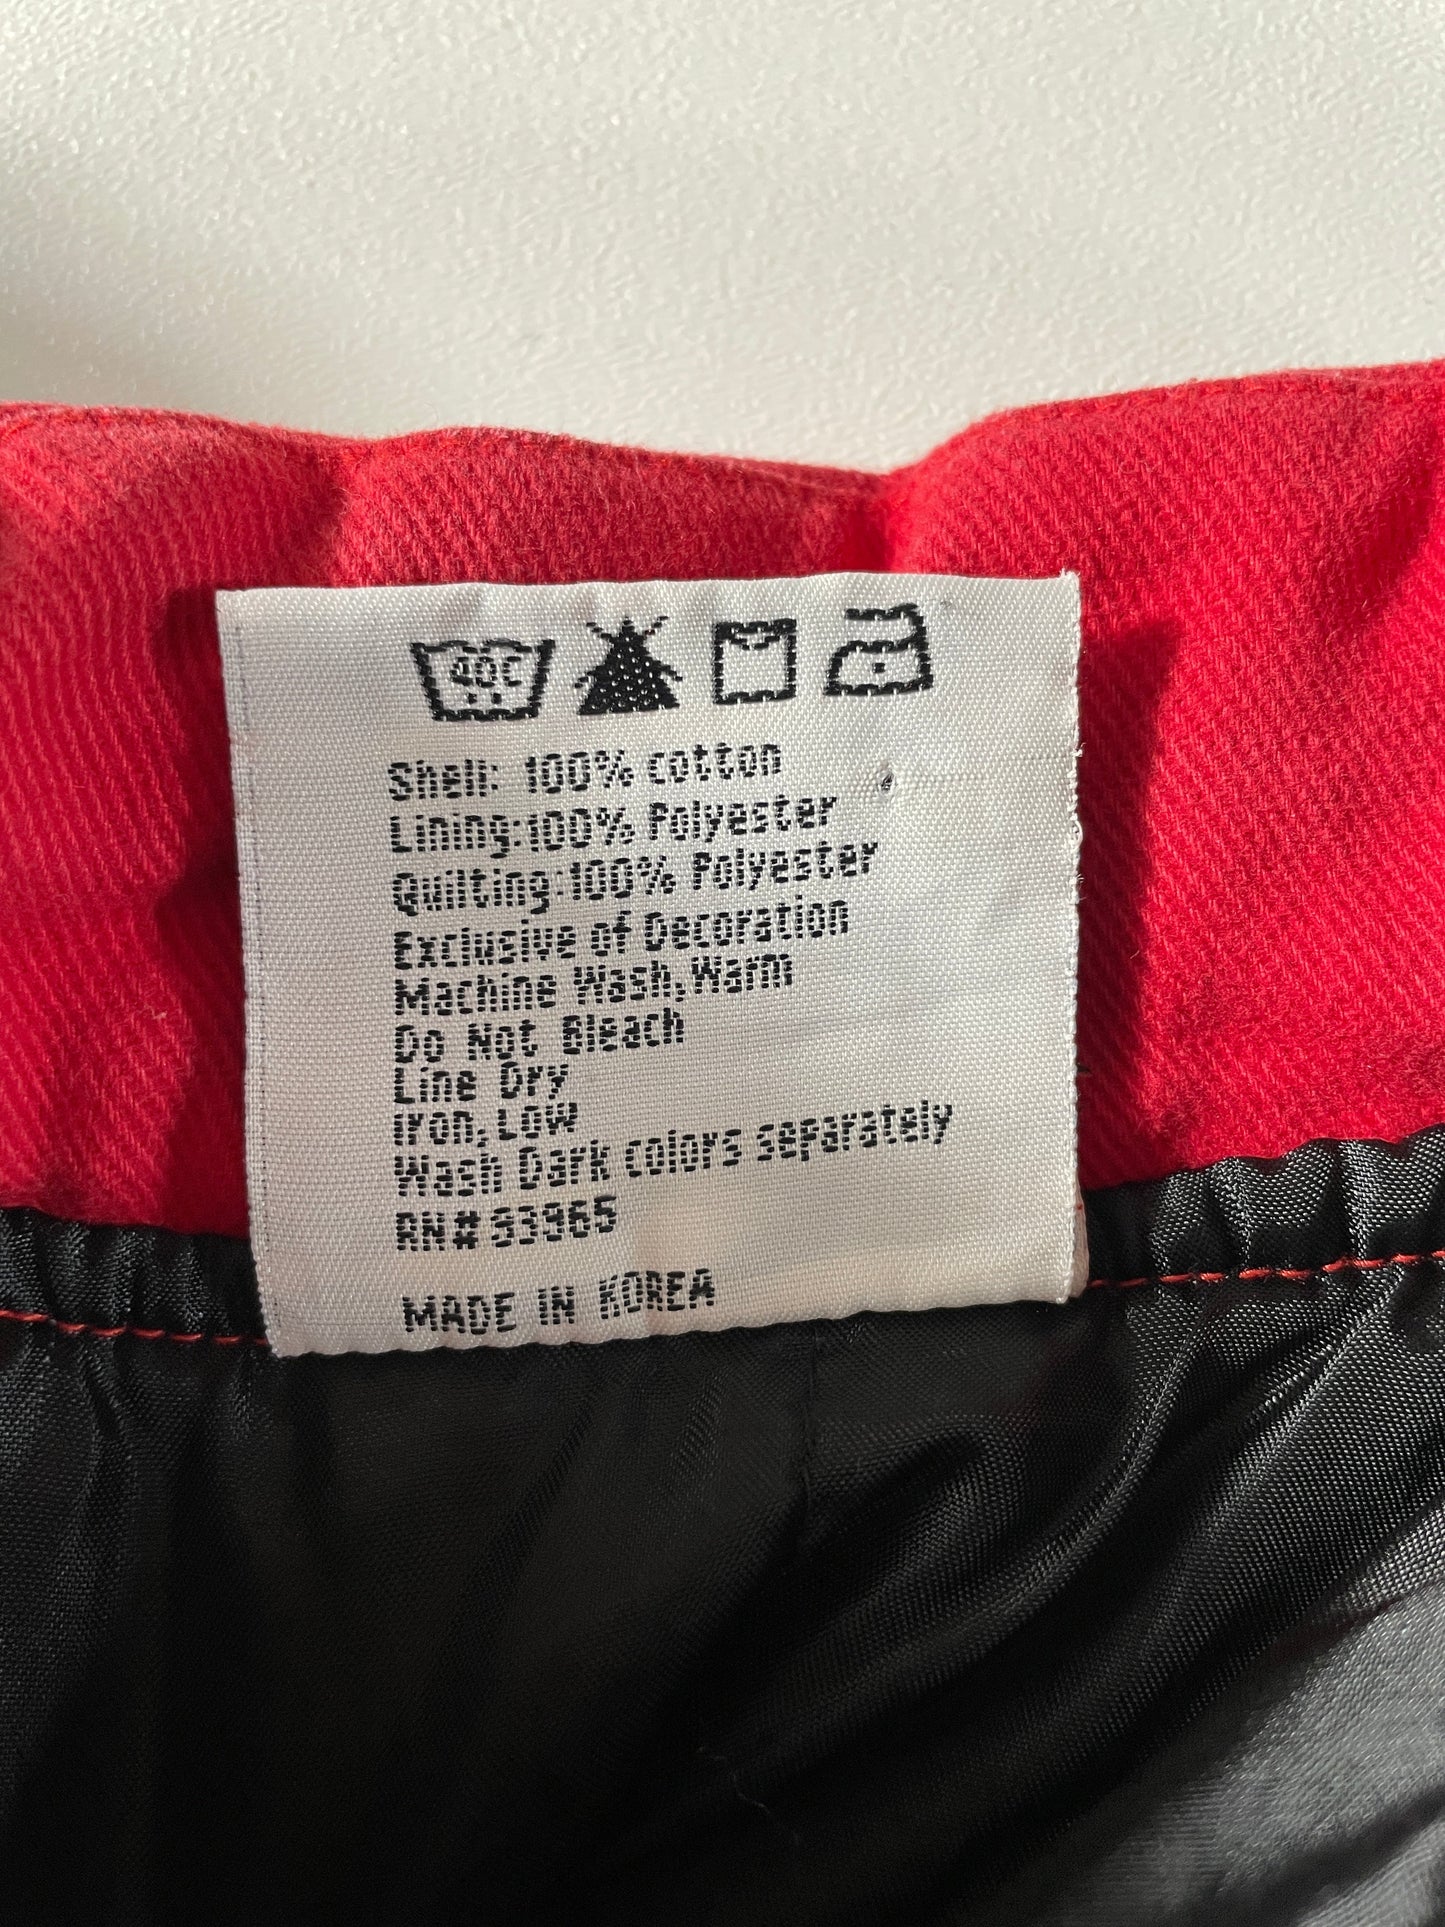 40C
Shell: 100% cotton
Lining:100% Polyester
Quilting:100% Polyester
Exclusive of Decoration
Machine Wash, Warm
Do Not Bleach
Line Dry
Iron, Low
Wash Dark colors separately
RN# 93965
MADE IN KOREA